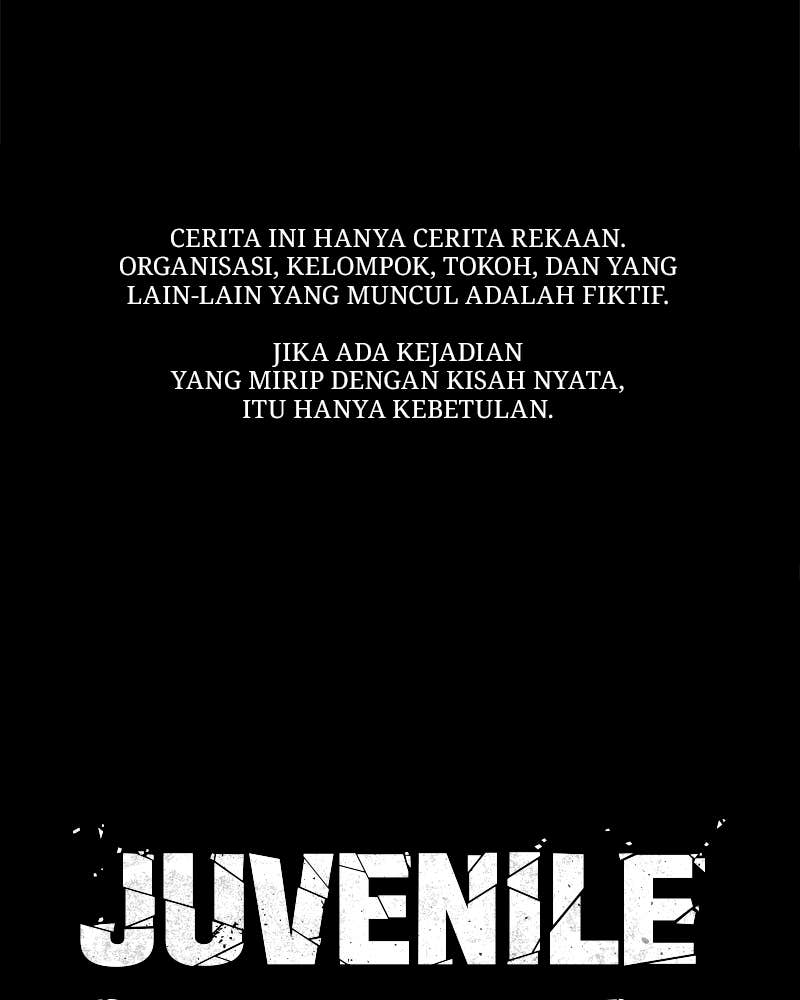 CERITA INI HANYA CERITA REKAAN.
ORGANISASI, KELOMPOK, TOKOH, DAN YANG
LAIN-LAIN YANG MUNCUL ADALAH FIKTIF.
JIKA ADA KEJADIAN
YANG MIRIP DENGAN KISAH NYATA,
ITU HANYA KEBETULAN.
JUVENILE